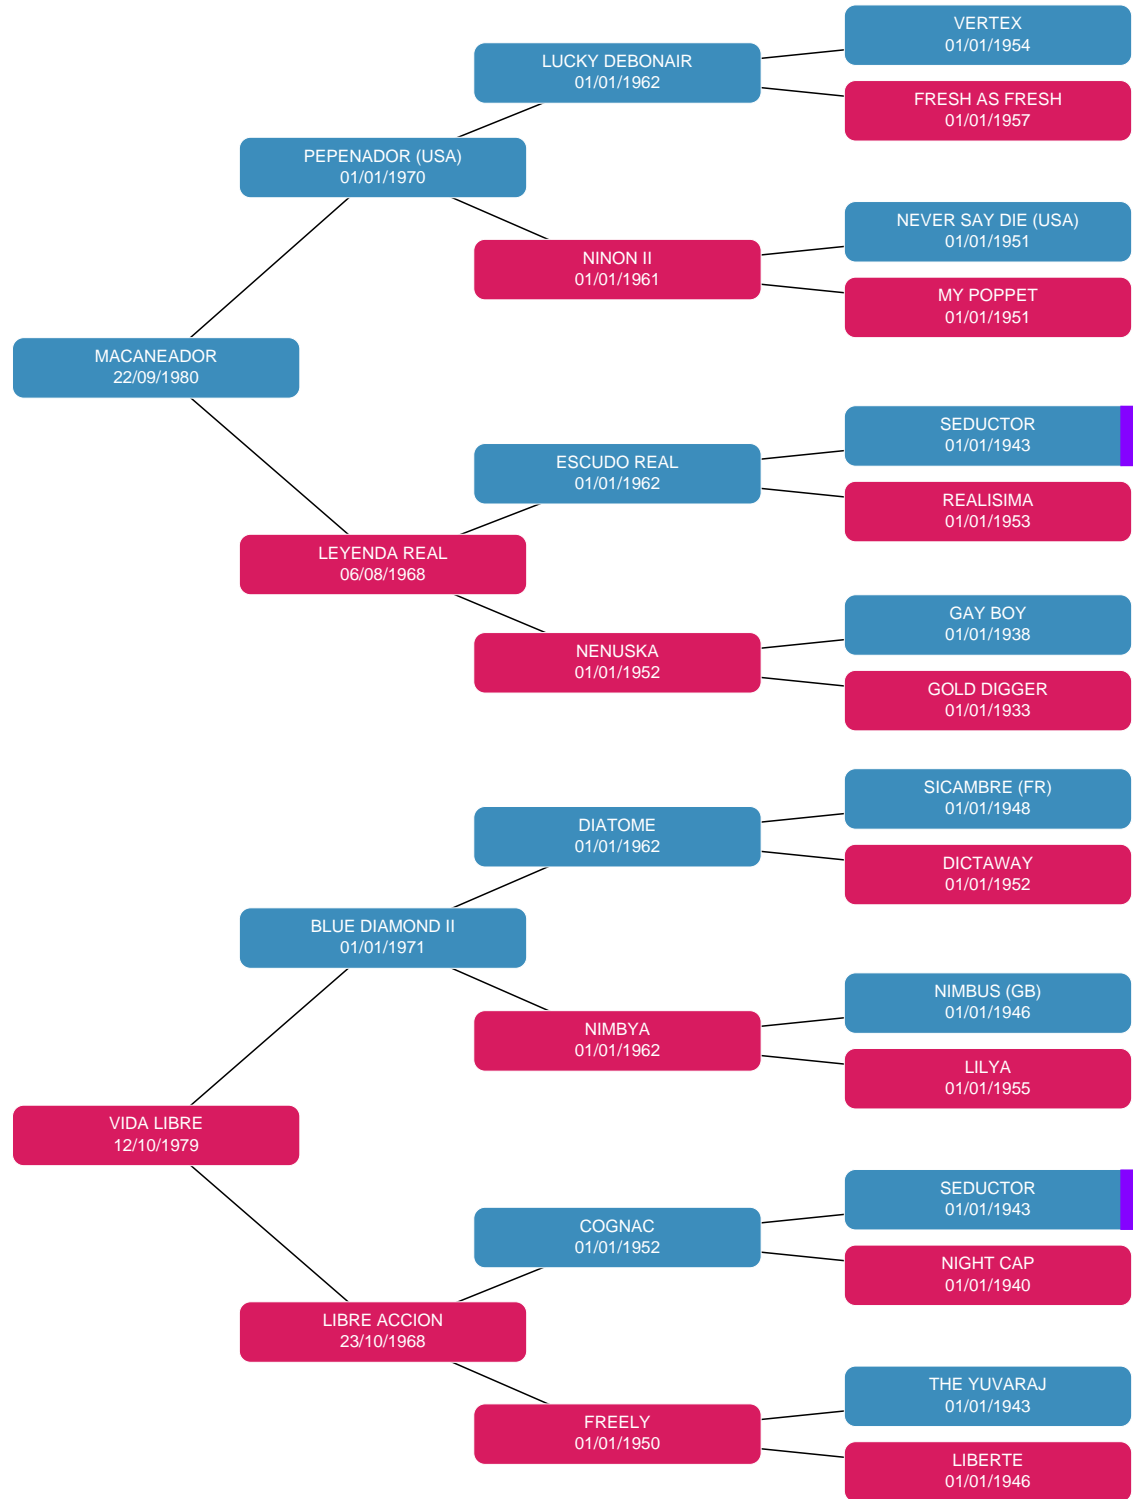 VERTEX
01/01/1954
LUCKY DEBONAIR
01/01/1962
FRESH AS FRESH
01/01/1957
PEPENADOR (USA)
01/01/1970
NEVER SAY DIE (USA)
01/01/1951
NINON II
01/01/1961
MY POPPET
01/01/1951
MACANEADOR
22/09/1980
SEDUCTOR
01/01/1943
ESCUDO REAL
01/01/1962
REALISIMA
01/01/1953
LEYENDA REAL
06/08/1968
GAY BOY
01/01/1938
NENUSKA
01/01/1952
GOLD DIGGER
01/01/1933
SICAMBRE (FR)
01/01/1948
DIATOME
01/01/1962
DICTAWAY
01/01/1952
BLUE DIAMOND II
01/01/1971
NIMBUS (GB)
01/01/1946
NIMBYA
01/01/1962
LILYA
01/01/1955
VIDA LIBRE
12/10/1979
SEDUCTOR
01/01/1943
COGNAC
01/01/1952
NIGHT CAP
01/01/1940
LIBRE ACCION
23/10/1968
THE YUVARAJ
01/01/1943
FREELY
01/01/1950
LIBERTE
01/01/1946